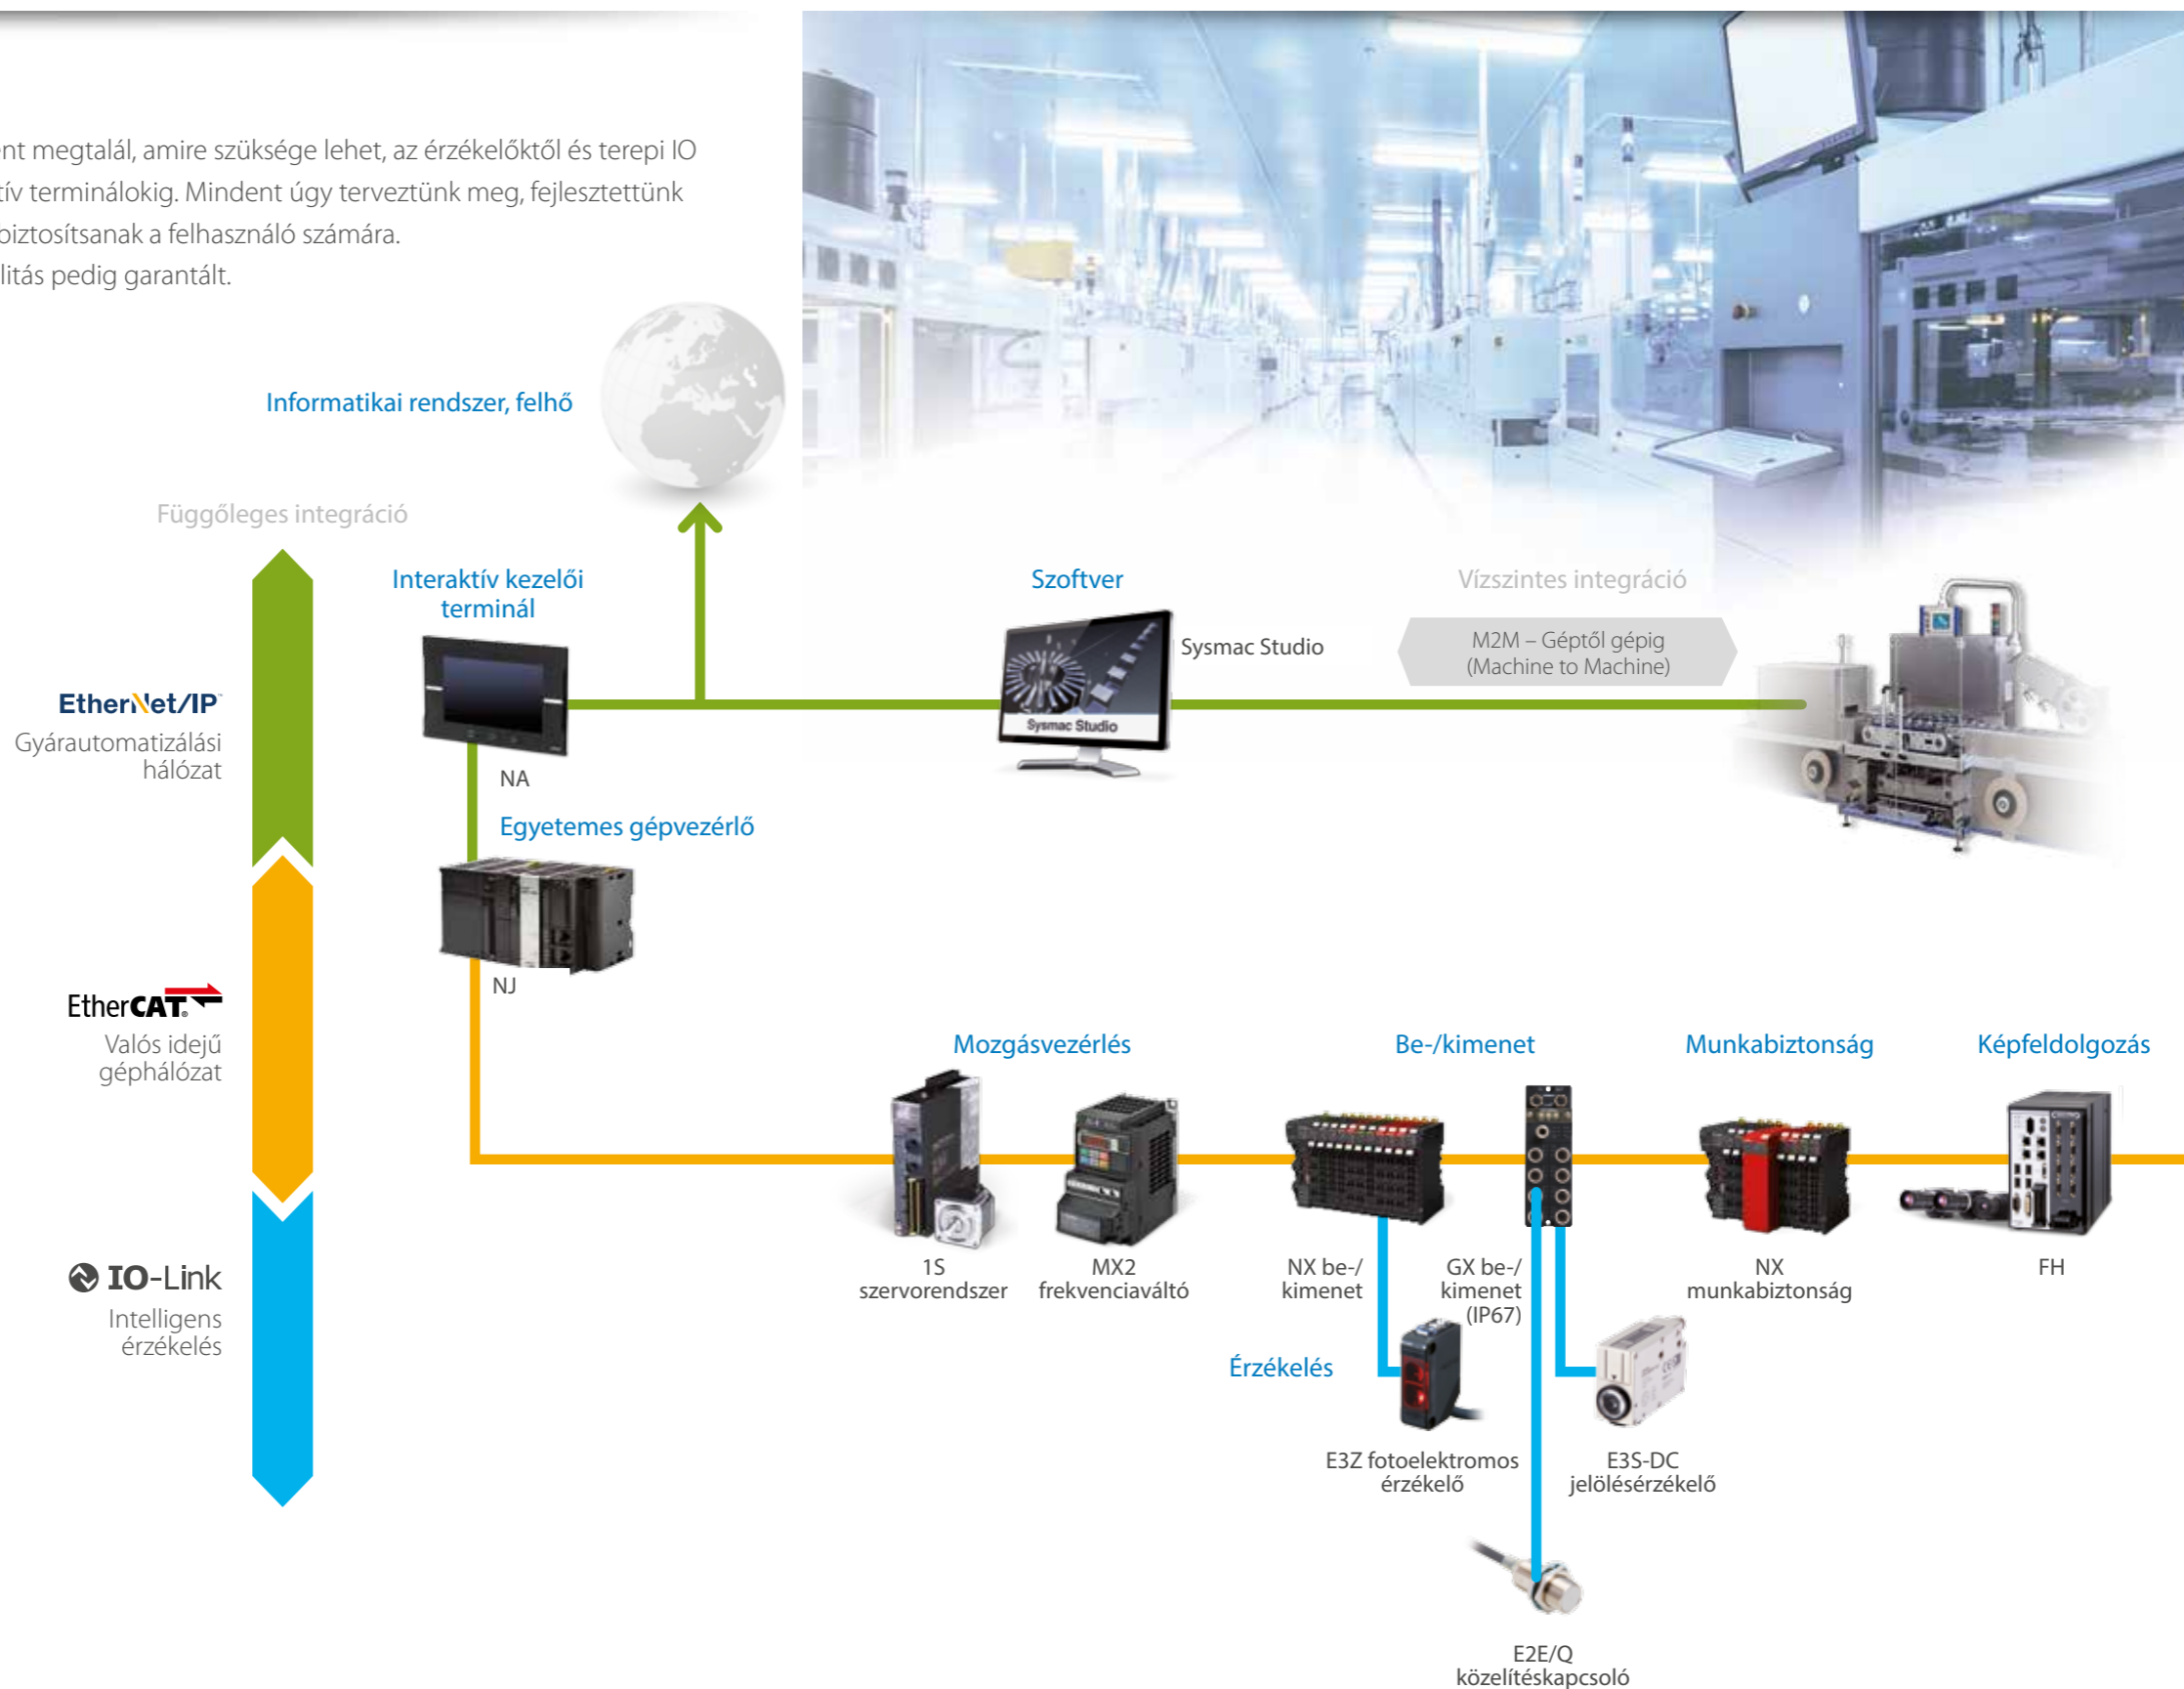 nt megtalál, amire szüksége lehet, az érzékelőktől és terepi IO
tív terminálokig. Mindent úgy terveztünk meg, fejlesztettünk
biztosítsanak a felhasználó számára.
litás pedig garantált.
Informatikai rendszer, felhő
Függőleges integráció
Interaktív kezelői
terminál
Szoftver
Vízszintes integráció
Sysmac Studio
M2M – Géptől gépig
(Machine to Machine)
Sysmac Studio
EtherNet/IP™
Gyárautomatizálási
hálózat
NA
Egyetemes gépvezérlő
NJ
EtherCAT®
Valós idejű
géphálózat
Mozgásvezérlés
Be-/kimenet
Munkabiztonság
Képfeldolgozás
IO-Link
Intelligens
érzékelés
1S
szervorendszer
MX2
frekvenciaváltó
NX be-/
kimenet
GX be-/
kimenet
(IP67)
NX
munkabiztonság
FH
Érzékelés
E3Z fotoelektromos
érzékelő
E3S-DC
jelölésérzékelő
E2E/Q
közelítéskapcsoló